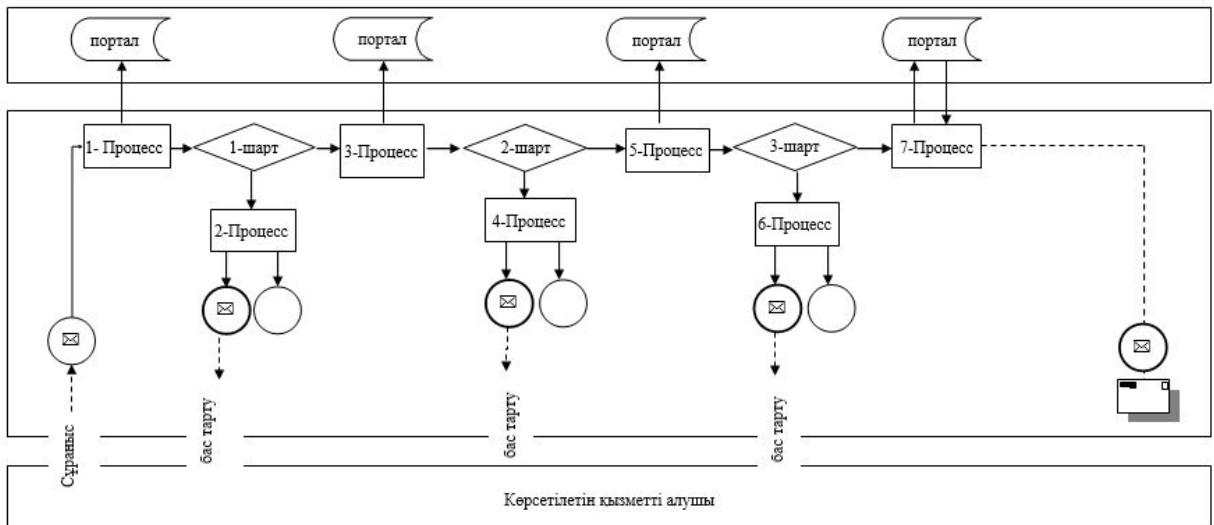 портал
портал
портал
портал
1- Процесс
1-шарт
3-Процесс
2-шарт
5-Процесс
3-шарт
7-Процесс
2-Процесс
4-Процесс
6-Процесс
Сұраныс
бас тарту
бас тарту
бас тарту
Көрсетілетін қызметті алушы